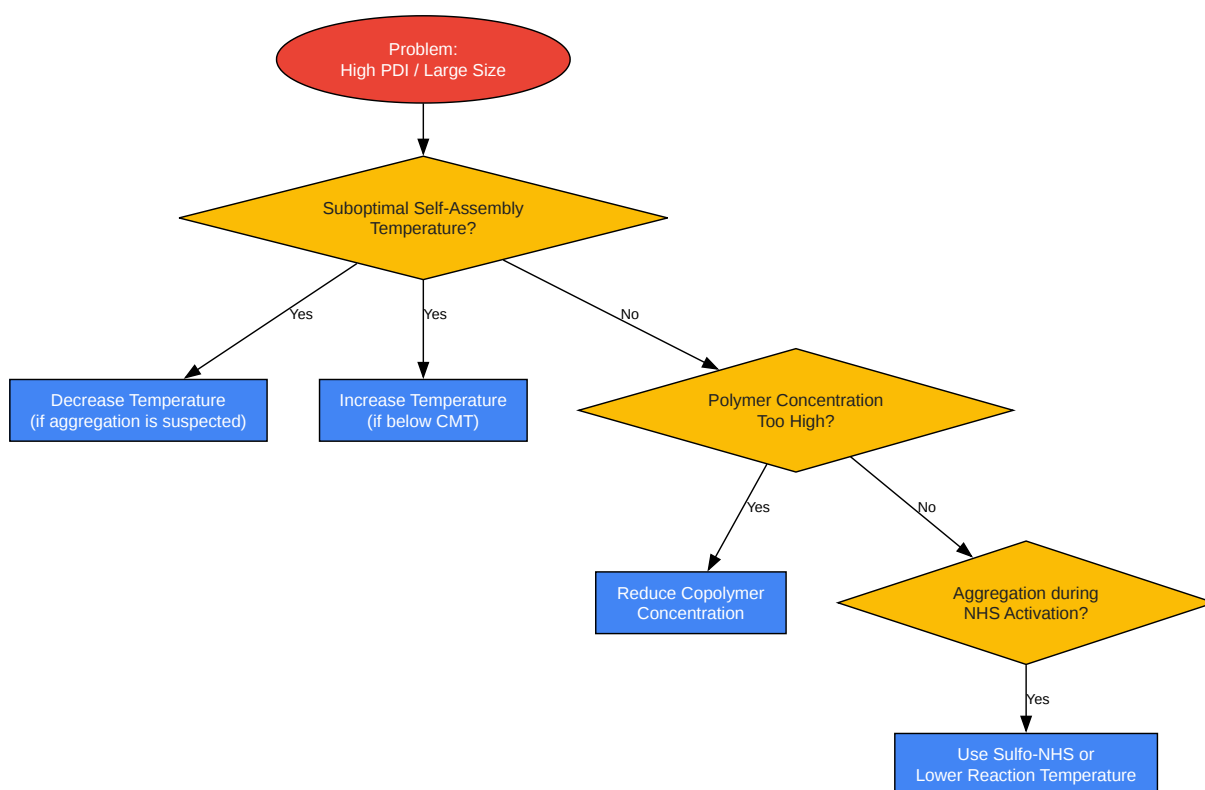 Problem:
High PDI / Large Size
Suboptimal Self-Assembly
Temperature?
Yes
Yes
No
Decrease Temperature
(if aggregation is suspected)
Increase Temperature
(if below CMT)
Polymer Concentration
Too High?
Yes
No
Reduce Copolymer
Concentration
Aggregation during
NHS Activation?
Yes
Use Sulfo-NHS or
Lower Reaction Temperature